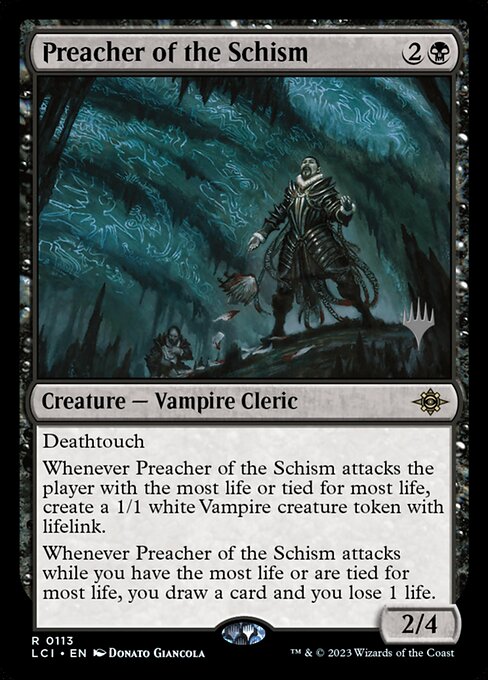 Preacher of the Schism 2
Creature — Vampire Cleric
Deathtouch
Whenever Preacher of the Schism attacks the
player with the most life or tied for most life,
create a 1/1 white Vampire creature token with
lifelink.
Whenever Preacher of the Schism attacks
while you have the most life or are tied for
most life, you draw a card and you lose 1 life.
2/4
R 0113
LCI • EN Donato Giancola
™ & © 2023 Wizards of the Coast